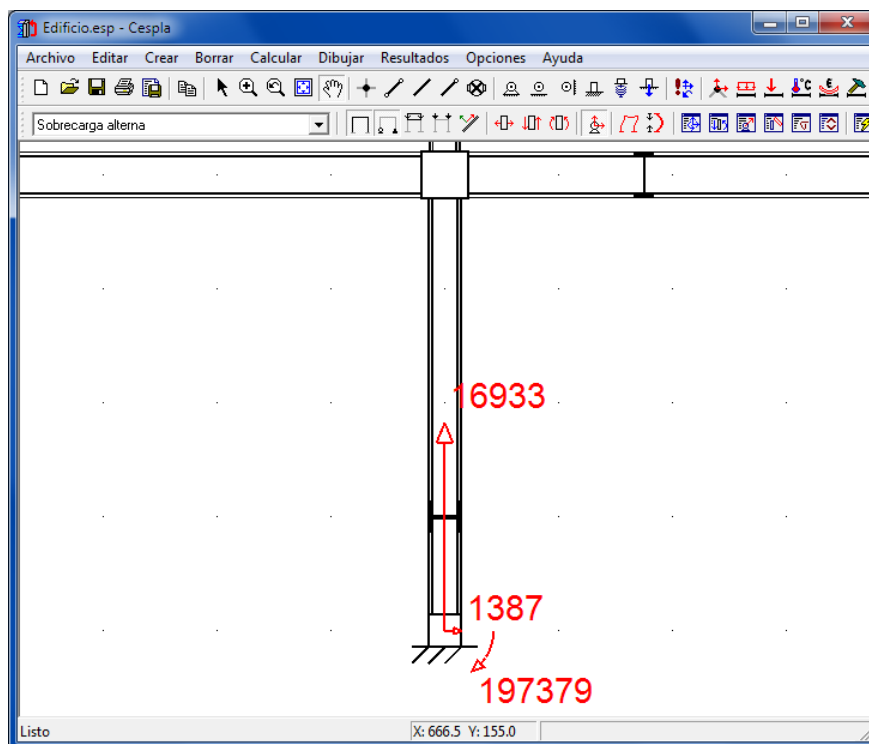 Edificio.esp - Cespla
Archivo Editar Crear Borrar Calcular Dibujar Resultados Opciones Ayuda
Sobrecarga alterna
16933
1387
197379
Listo X: 666.5 Y: 155.0